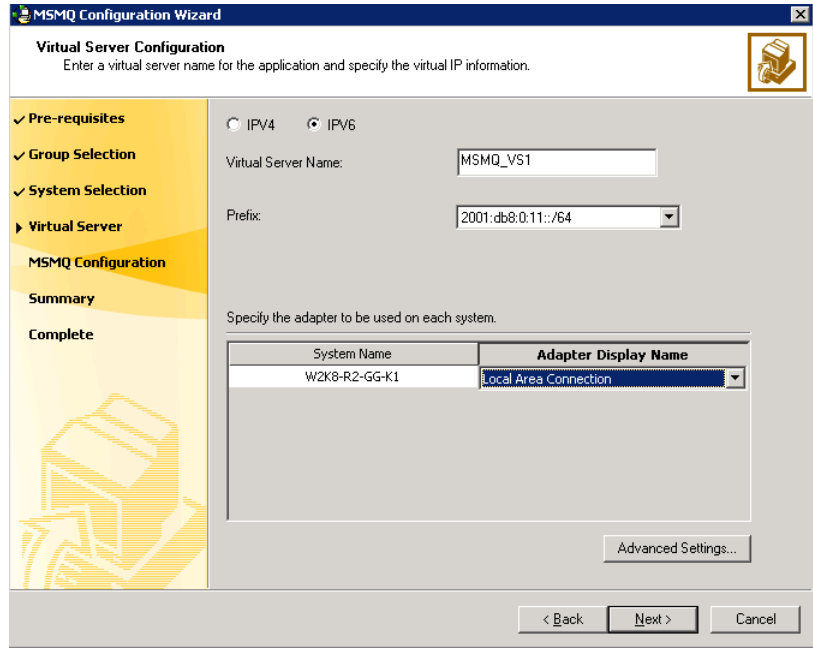 MSMQ Configuration Wizard
Virtual Server Configuration
Enter a virtual server name for the application and specify the virtual IP information.
Pre-requisites
Group Selection
System Selection
Virtual Server
MSMQ Configuration
Summary
Complete
IPV4 IPV6
Virtual Server Name: MSMQ_VS1
Prefix: 2001:db8:0:11::/64
Specify the adapter to be used on each system.
System Name Adapter Display Name
W2K8-R2-GG-K1 Local Area Connection
Advanced Settings...
< Back Next > Cancel